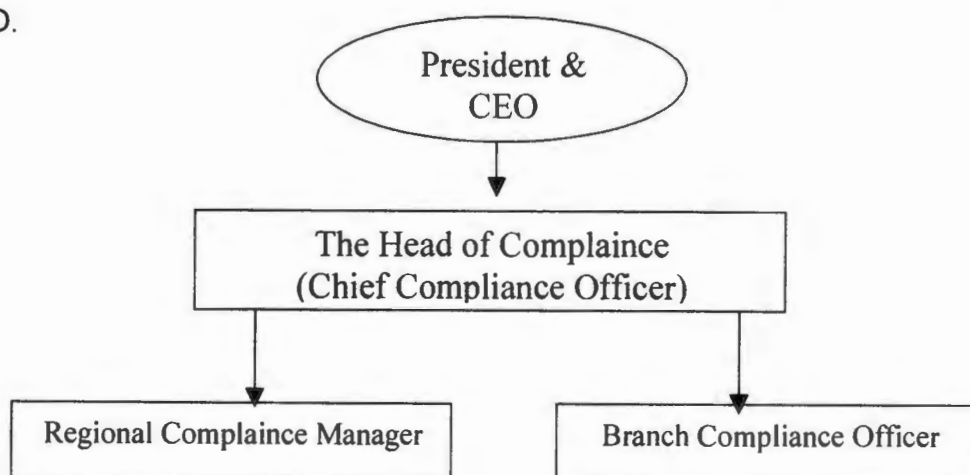 D.
President &
CEO
The Head of Complaince
(Chief Compliance Officer)
Regional Complaince Manager
Branch Compliance Officer